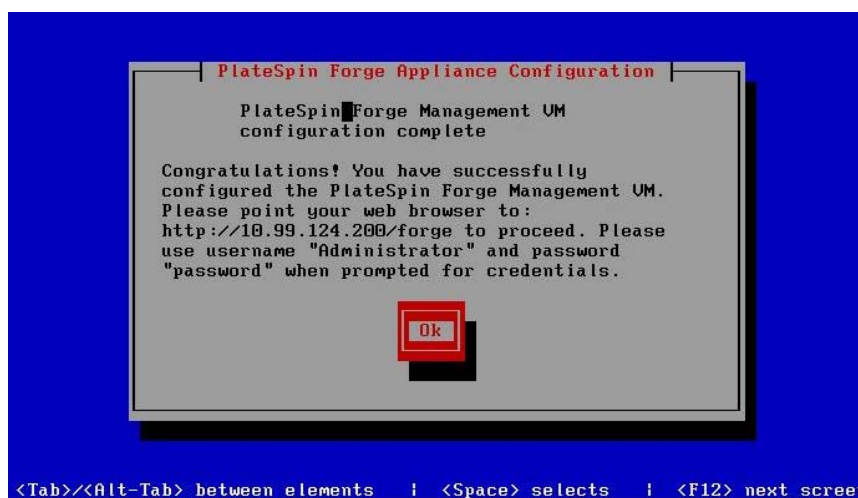 PlateSpin Forge Appliance Configuration
PlateSpin Forge Management VM
configuration complete
Congratulations! You have successfully
configured the PlateSpin Forge Management VM.
Please point your web browser to:
http://10.99.124.200/forge to proceed. Please
use username "Administrator" and password
"password" when prompted for credentials.
Ok
<Tab>/<Alt-Tab> between elements | <Space> selects | <F12> next scree